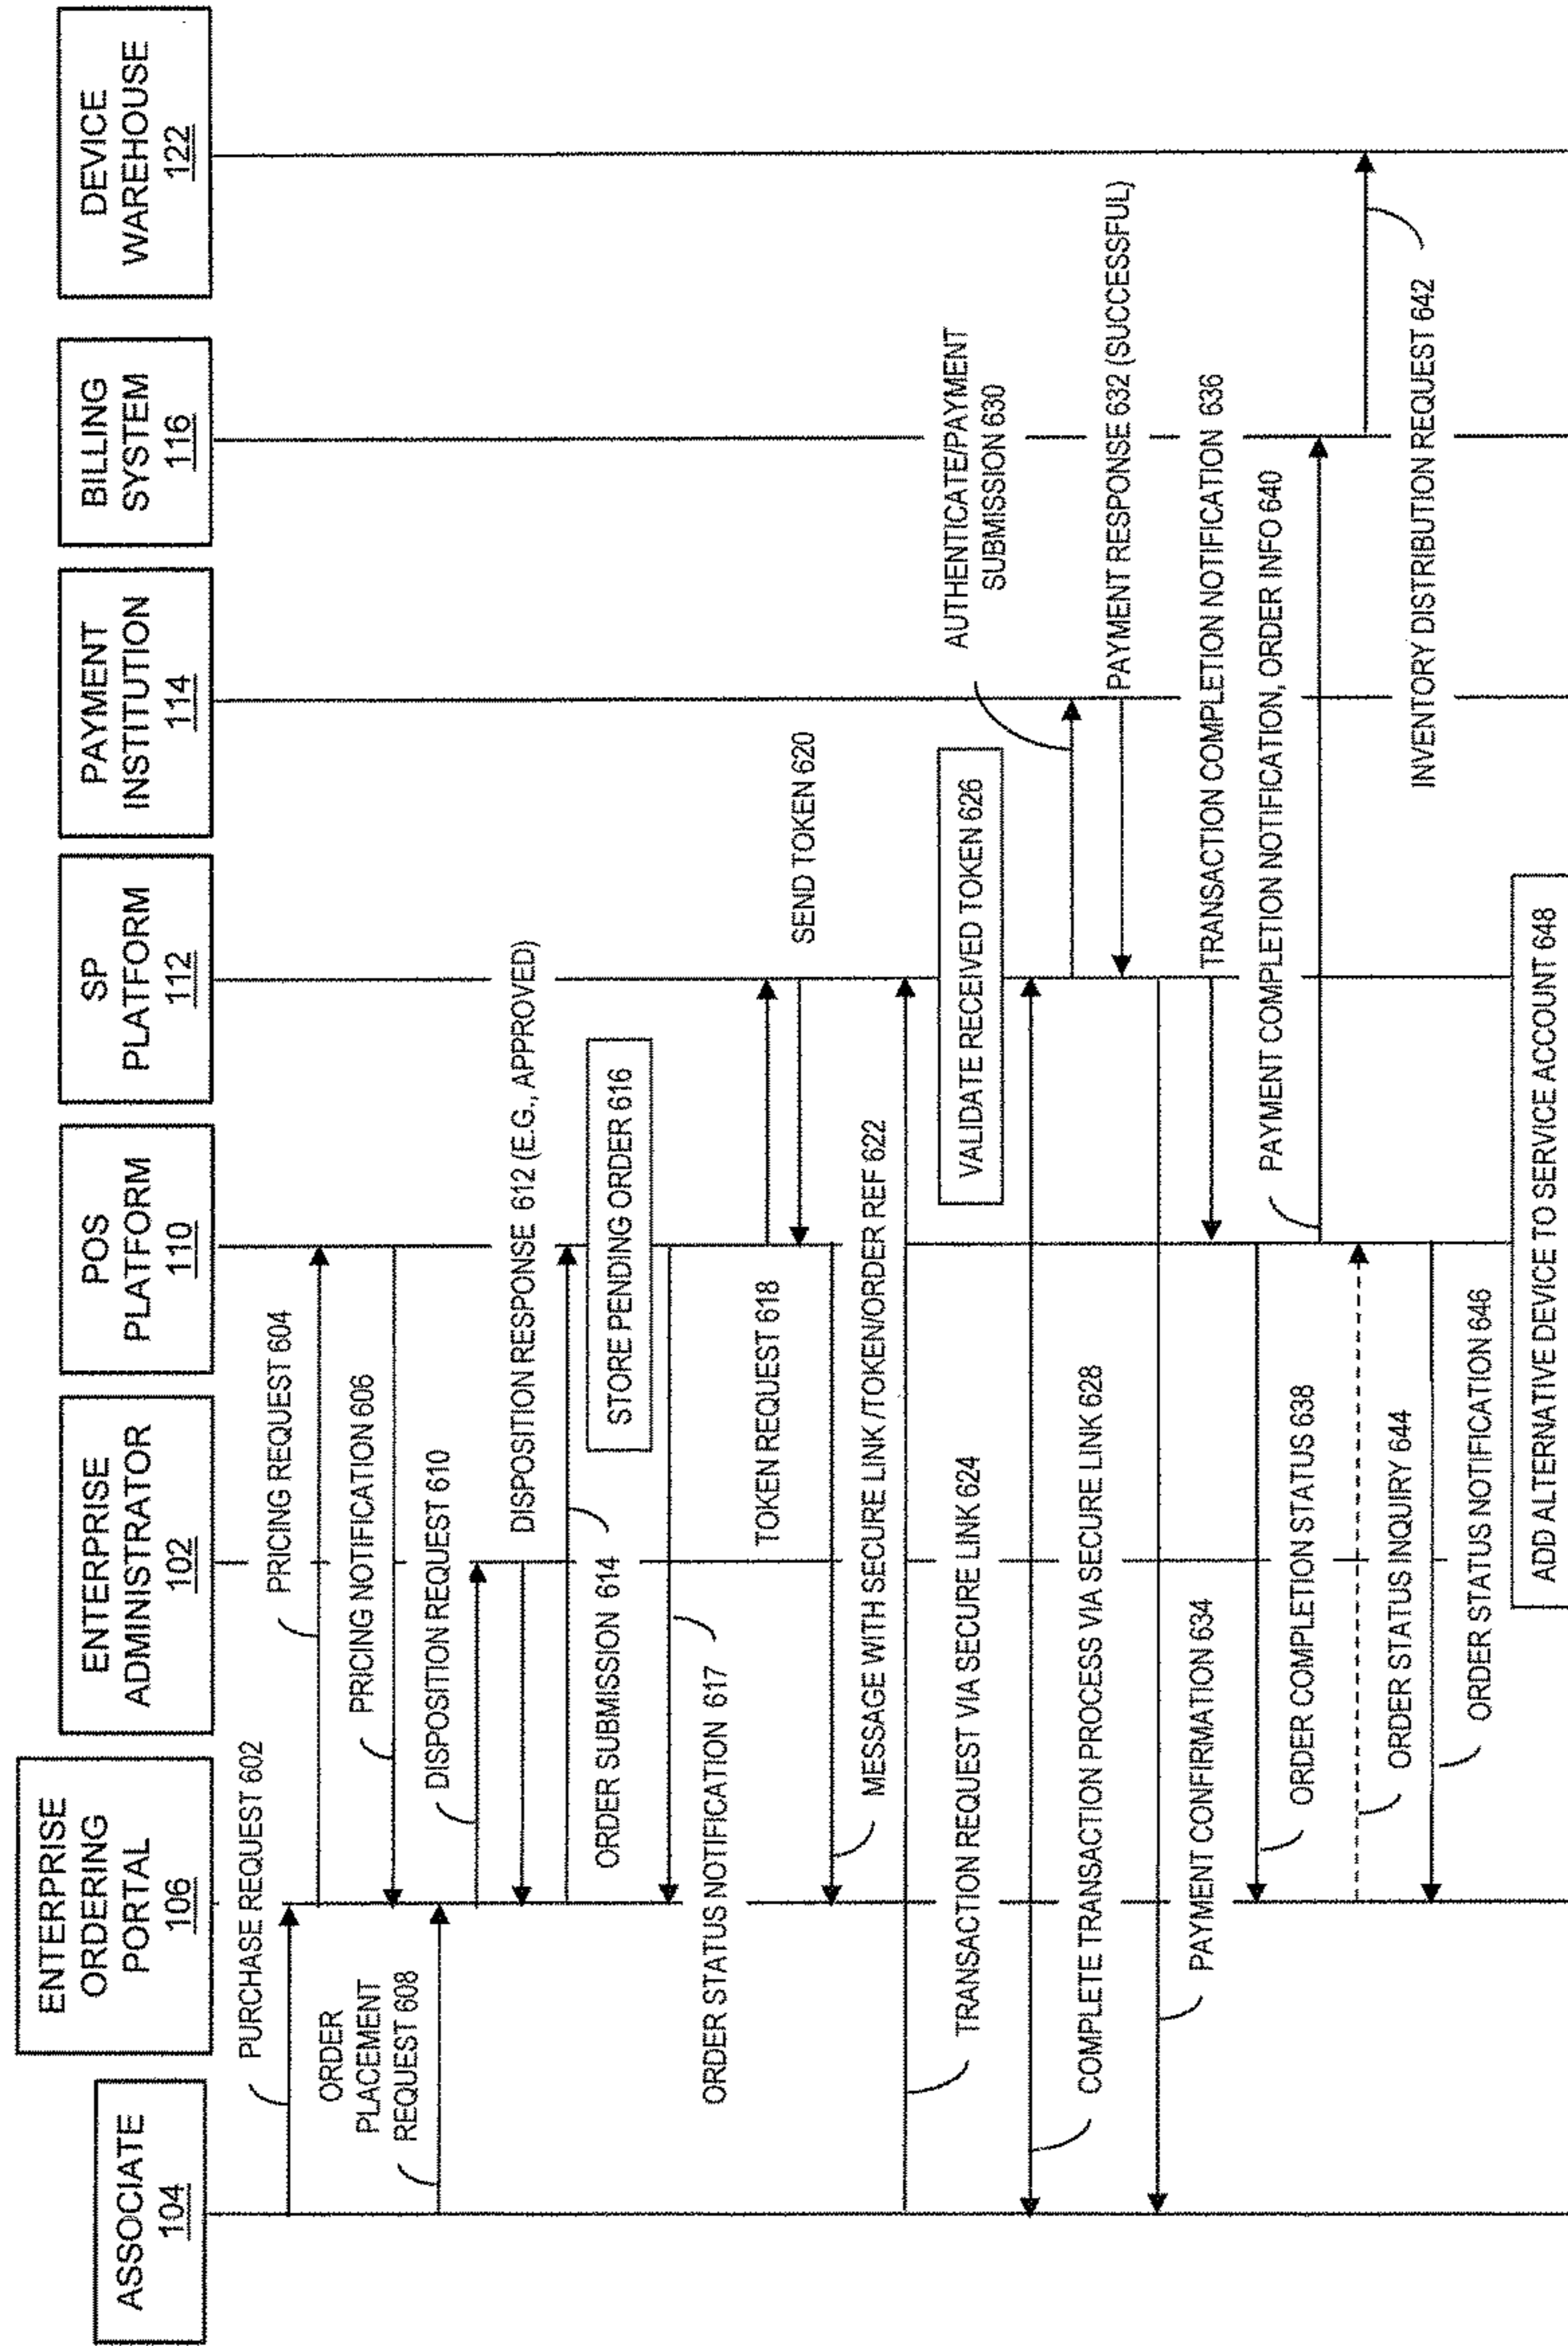 ASSOCIATE
104
ENTERPRISE
ORDERING
PORTAL
106
ENTERPRISE
ADMINISTRATOR
102
POS
PLATFORM
110
SP
PLATFORM
112
PAYMENT
INSTITUTION
114
BILLING
SYSTEM
116
DEVICE
WAREHOUSE
122
PURCHASE REQUEST 602
PRICING REQUEST 604
PRICING NOTIFICATION 606
ORDER
PLACEMENT
REQUEST 608
DISPOSITION REQUEST 610
DISPOSITION RESPONSE 612 (E.G., APPROVED)
ORDER SUBMISSION 614
STORE PENDING ORDER 616
ORDER STATUS NOTIFICATION 617
TOKEN REQUEST 618
SEND TOKEN 620
MESSAGE WITH SECURE LINK /TOKEN/ORDER REF 622
TRANSACTION REQUEST VIA SECURE LINK 624
VALIDATE RECEIVED TOKEN 626
COMPLETE TRANSACTION PROCESS VIA SECURE LINK 628
AUTHENTICATE/PAYMENT
SUBMISSION 630
PAYMENT RESPONSE 632 (SUCCESSFUL)
PAYMENT CONFIRMATION 634
TRANSACTION COMPLETION NOTIFICATION 636
ORDER COMPLETION STATUS 638
PAYMENT COMPLETION NOTIFICATION, ORDER INFO 640
INVENTORY DISTRIBUTION REQUEST 642
ORDER STATUS INQUIRY 644
ORDER STATUS NOTIFICATION 646
ADD ALTERNATIVE DEVICE TO SERVICE ACCOUNT 648